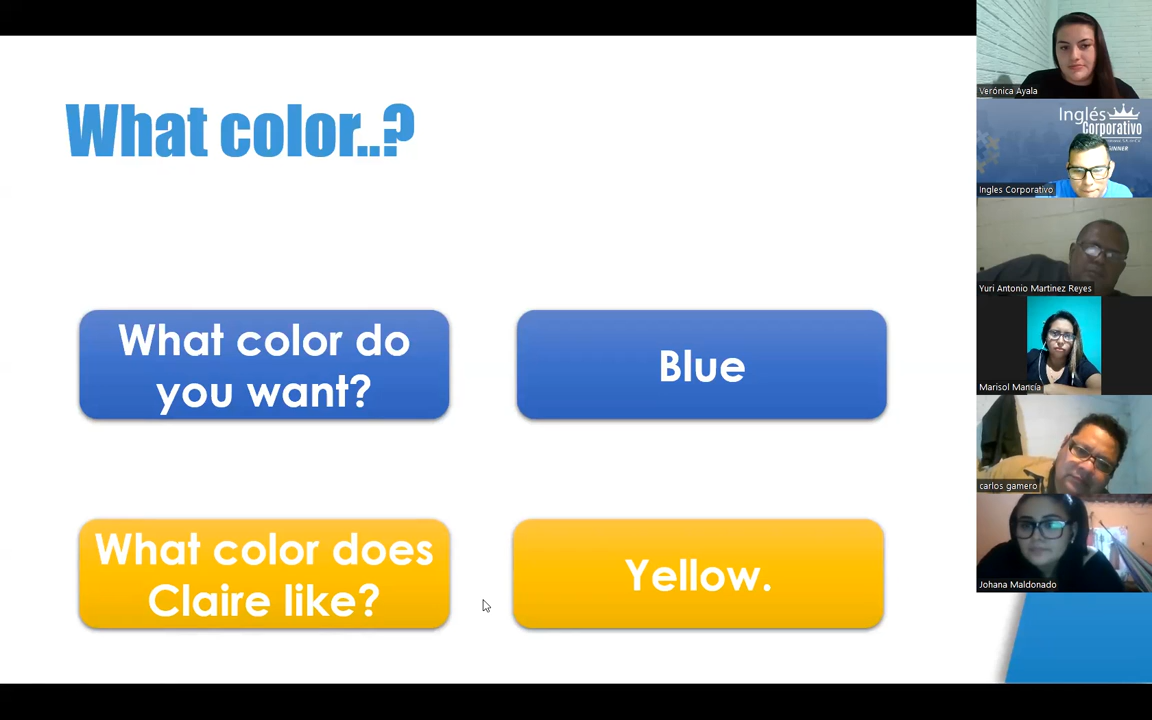 What color..?
What color do
you want?
Blue
What color does
Claire like?
Yellow.
Verónica Ayala
Inglés
Corporativo
Ingles Corporativo
Yuri Antonio Martinez Reyes
Marisol Mancía
carlos gamero
Johana Maldonado